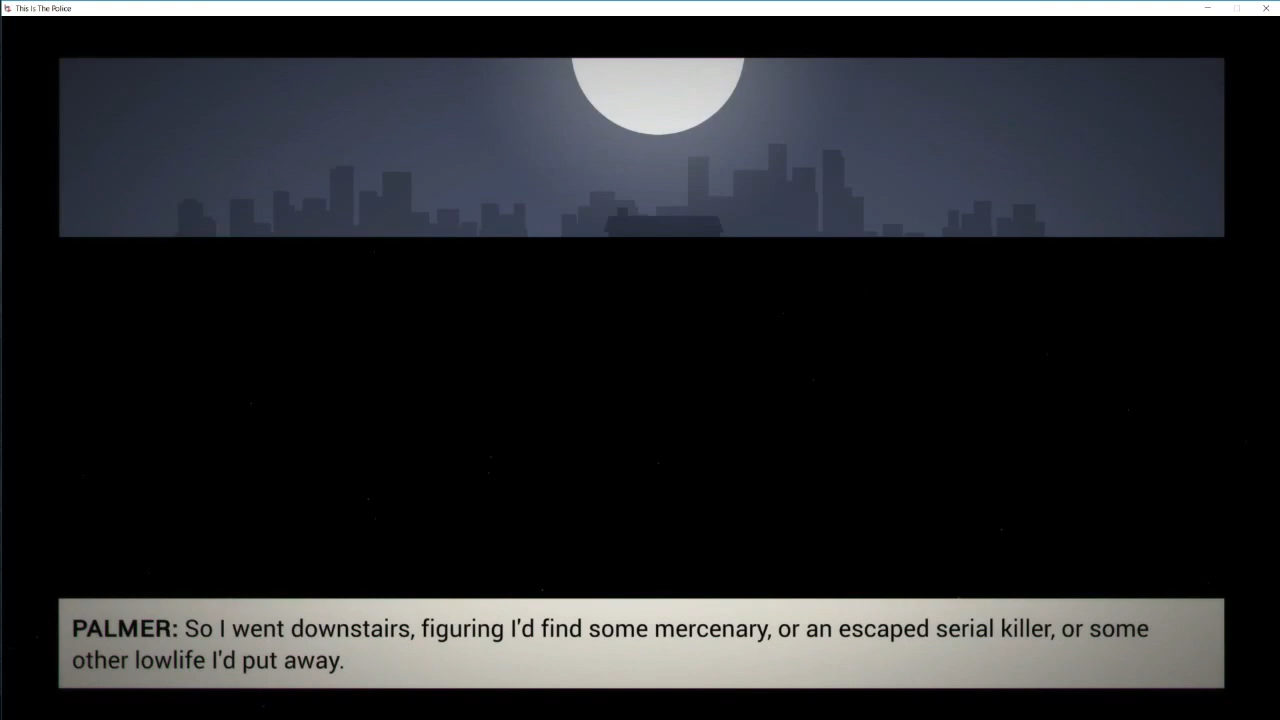 This Is The Police
PALMER: So I went downstairs, figuring I'd find some mercenary, or an escaped serial killer, or some
other lowlife I'd put away.